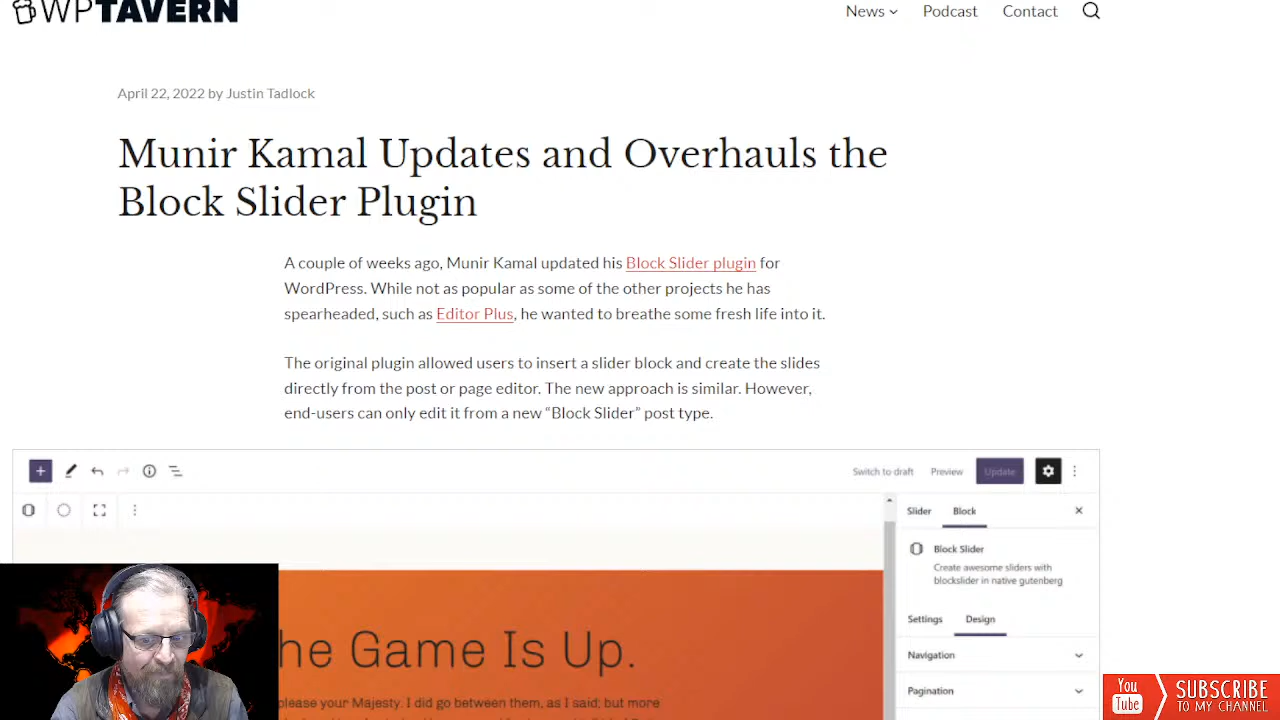 WPTAVERN
News
Podcast
Contact
April 22, 2022 by Justin Tadlock
Munir Kamal Updates and Overhauls the
Block Slider Plugin
A couple of weeks ago, Munir Kamal updated his Block Slider plugin for
WordPress. While not as popular as some of the other projects he has
spearheaded, such as Editor Plus, he wanted to breathe some fresh life into it.
The original plugin allowed users to insert a slider block and create the slides
directly from the post or page editor. The new approach is similar. However,
end-users can only edit it from a new “Block Slider” post type.
Switch to draft
Preview
Update
Slider
Block
Block Slider
Create awesome sliders with
blockslider in native gutenberg
Settings
Design
Navigation
Pagination
he Game Is Up.
please your Majesty. I did go between them, as I said; but more
You
Tube
SUBSCRIBE
TO MY CHANNEL